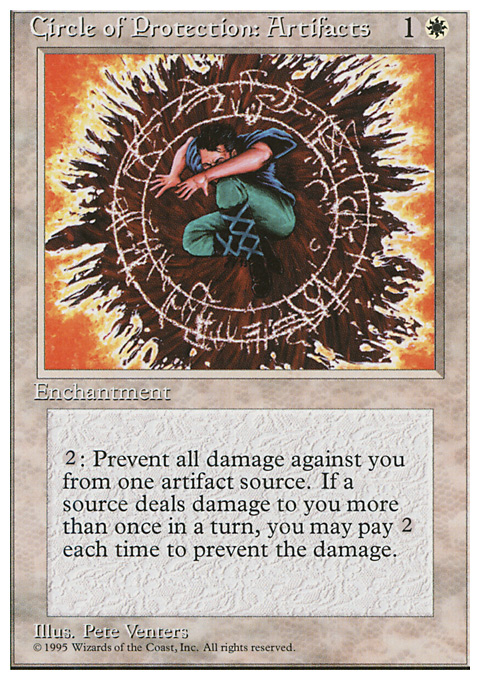 Circle of Protection: Artifacts 1
Enchantment
2: Prevent all damage against you
from one artifact source. If a
source deals damage to you more
than once in a turn, you may pay 2
each time to prevent the damage.
Illus. Pete Venters
© 1995 Wizards of the Coast, Inc. All rights reserved.